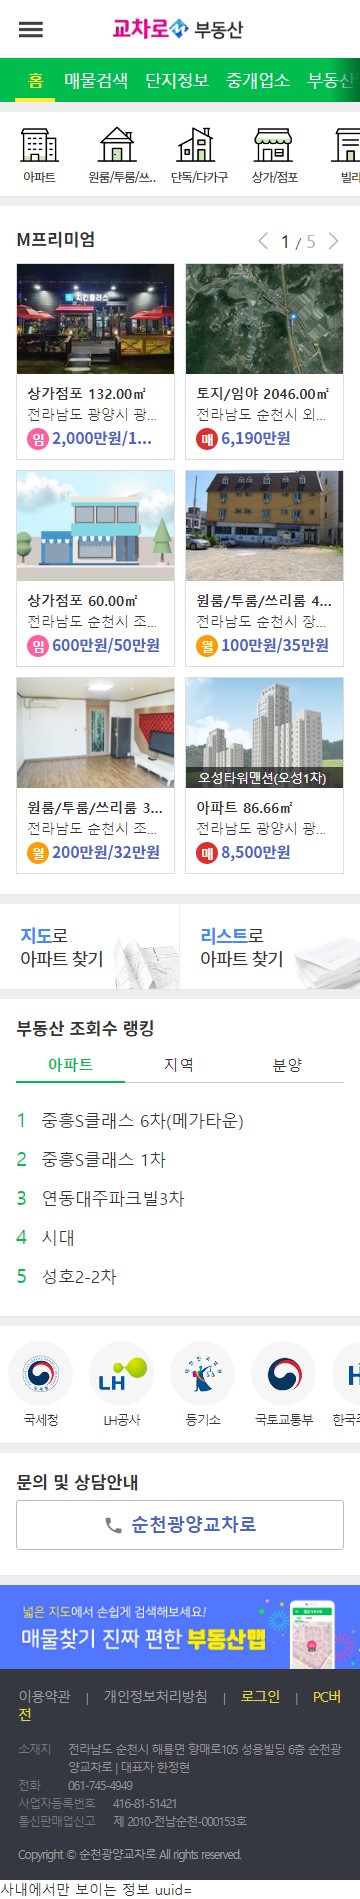 교차로 부동산
홈 매물검색 단지정보 중개업소 부동산
아파트 원룸/투룸/쓰.. 단독/다가구 상가/점포 빌라
M프리미엄
1 / 5
치킨플러스
상가점포 132.00㎡
전라남도 광양시 광...
임 2,000만원/1...
토지/임야 2046.00㎡
전라남도 순천시 외...
매 6,190만원
상가점포 60.00㎡
전라남도 순천시 조...
임 600만원/50만원
원룸/투룸/쓰리룸 4...
전라남도 순천시 장...
월 100만원/35만원
원룸/투룸/쓰리룸 3...
전라남도 순천시 조...
월 200만원/32만원
오성타워맨션(오성1차)
아파트 86.66㎡
전라남도 광양시 광...
매 8,500만원
지도로
아파트 찾기
리스트로
아파트 찾기
부동산 조회수 랭킹
아파트 지역 분양
1 중흥S클래스 6차(메가타운)
2 중흥S클래스 1차
3 연동대주파크빌3차
4 시대
5 성호2-2차
LH
국세청 LH공사 등기소 국토교통부 한국주
문의 및 상담안내
순천광양교차로
넓은 지도에서 손쉽게 검색해보세요!
매물찾기 진짜 편한 부동산맵
이용약관 | 개인정보처리방침 | 로그인 | PC버
전
소재지 전라남도 순천시 해룡면 향매로105 성용빌딩 6층 순천광
양교차로 | 대표자 한정현
전화 061-745-4949
사업자등록번호 416-81-51421
통신판매업신고 제 2010-전남순천-000153호
Copyright © 순천광양교차로 All rights reserved.
사내에서만 보이는 정보 uuid=